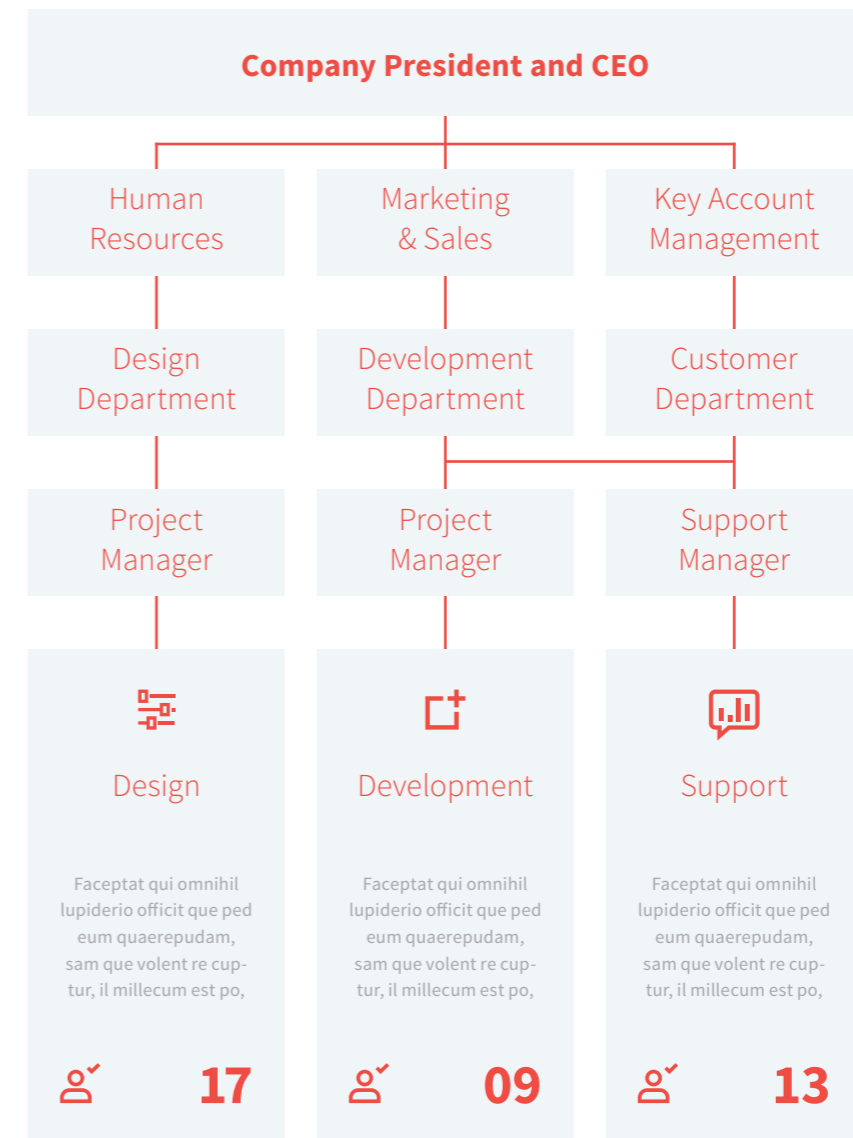 Company President and CEO
Human
Resources
Marketing
& Sales
Key Account
Management
Design
Department
Development
Department
Customer
Department
Project
Manager
Project
Manager
Support
Manager
Design
Faceptat qui omnihil
lupiderio officit que ped
eum quaerepudam,
sam que volent re cup-
tur, il millecum est po,
17
Development
Faceptat qui omnihil
lupiderio officit que ped
eum quaerepudam,
sam que volent re cup-
tur, il millecum est po,
09
Support
Faceptat qui omnihil
lupiderio officit que ped
eum quaerepudam,
sam que volent re cup-
tur, il millecum est po,
13